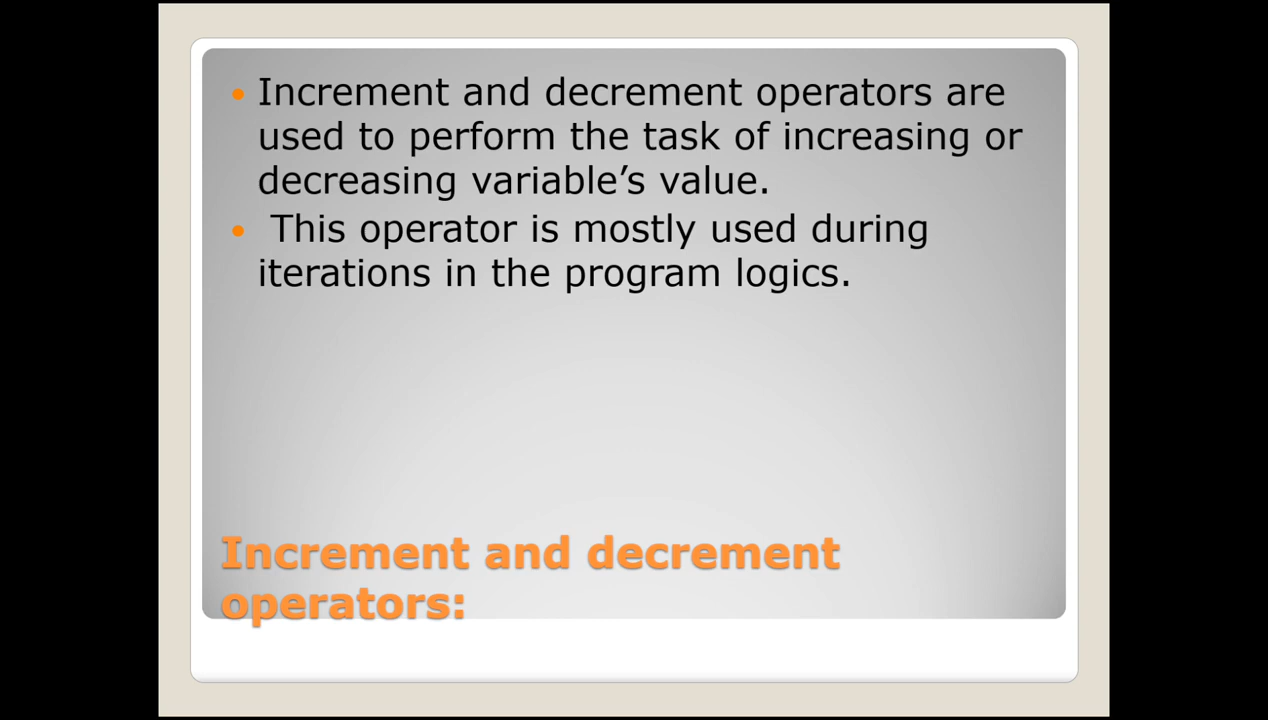 Increment and decrement operators are
used to perform the task of increasing or
decreasing variable’s value.
This operator is mostly used during
iterations in the program logics.
Increment and decrement
operators: